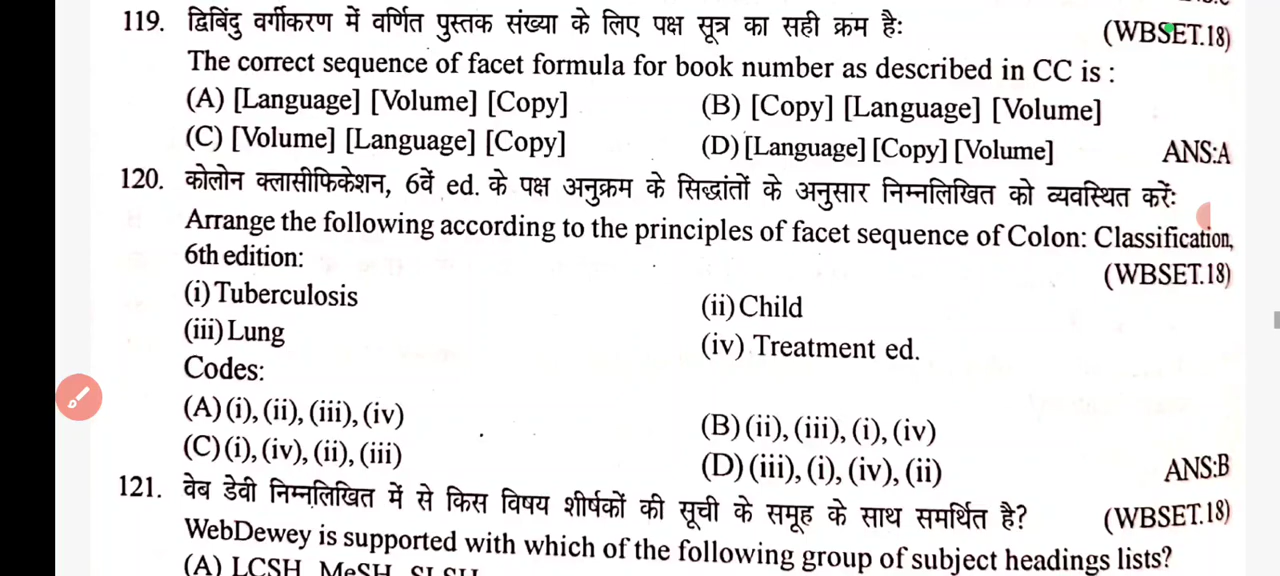 119. द्विबिंदु वर्गीकरण में वर्णित पुस्तक संख्या के लिए पक्ष सूत्र का सही क्रम है:
(WBSET.18)
The correct sequence of facet formula for book number as described in CC is :
(A) [Language] [Volume] [Copy] (B) [Copy] [Language] [Volume]
(C) [Volume] [Language] [Copy] (D) [Language] [Copy] [Volume] ANS:A
120. कोलोन क्लासीफिकेशन, 6वें ed. के पक्ष अनुक्रम के सिद्धांतों के अनुसार निम्नलिखित को व्यवस्थित करें:
Arrange the following according to the principles of facet sequence of Colon: Classification,
6th edition: (WBSET.18)
(i) Tuberculosis (ii) Child
(iii) Lung (iv) Treatment ed.
Codes:
(A) (i), (ii), (iii), (iv) (B) (ii), (iii), (i), (iv)
(C) (i), (iv), (ii), (iii) (D) (iii), (i), (iv), (ii) ANS:B
121. वेब डेवी निम्नलिखित में से किस विषय शीर्षकों की सूची के समूह के साथ समर्थित है? (WBSET.18)
WebDewey is supported with which of the following group of subject headings lists?
(A) LCSH, MeSH, SLSH